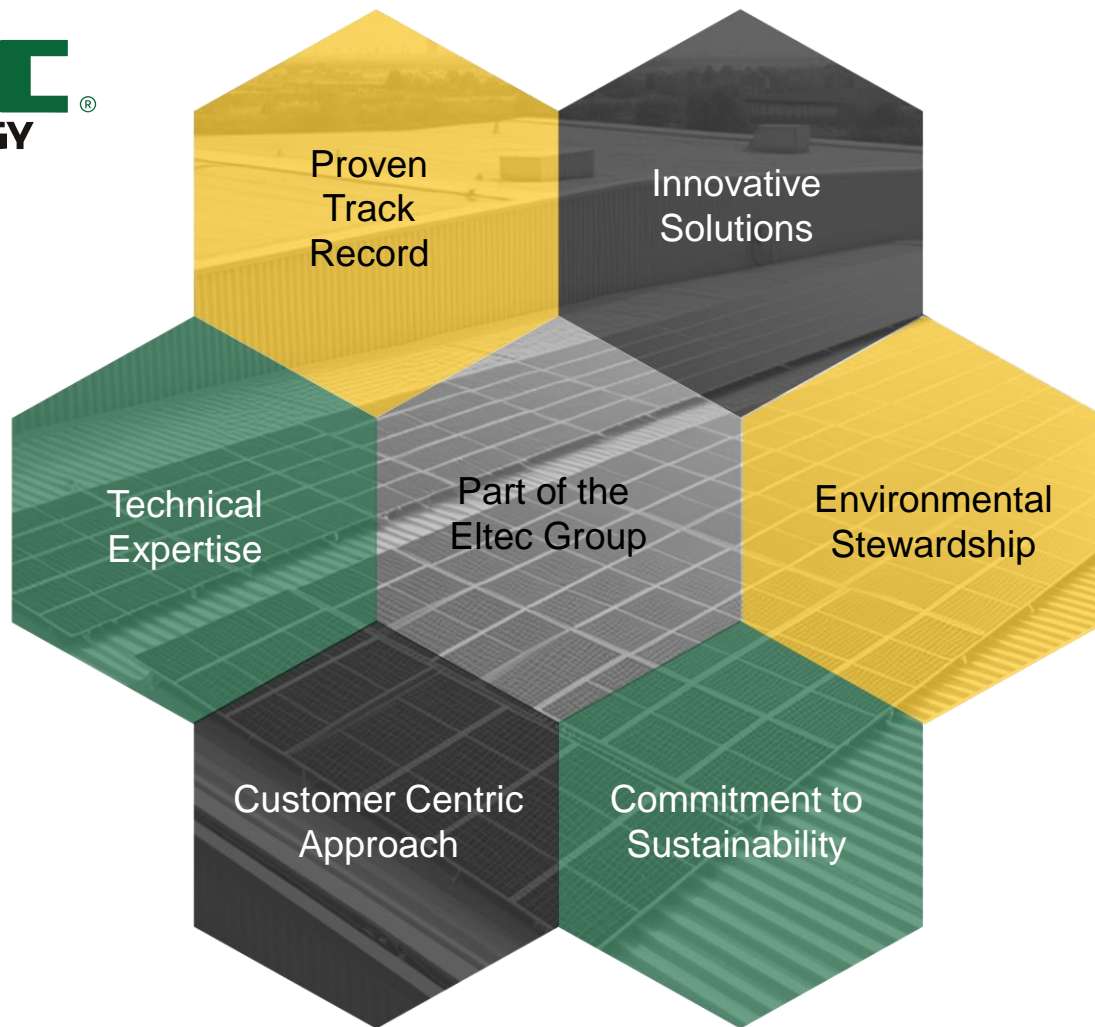 ®
Proven
Track
Record
Innovative
Solutions
Technical
Expertise
Part of the
Eltec Group
Environmental
Stewardship
Customer Centric
Approach
Commitment to
Sustainability